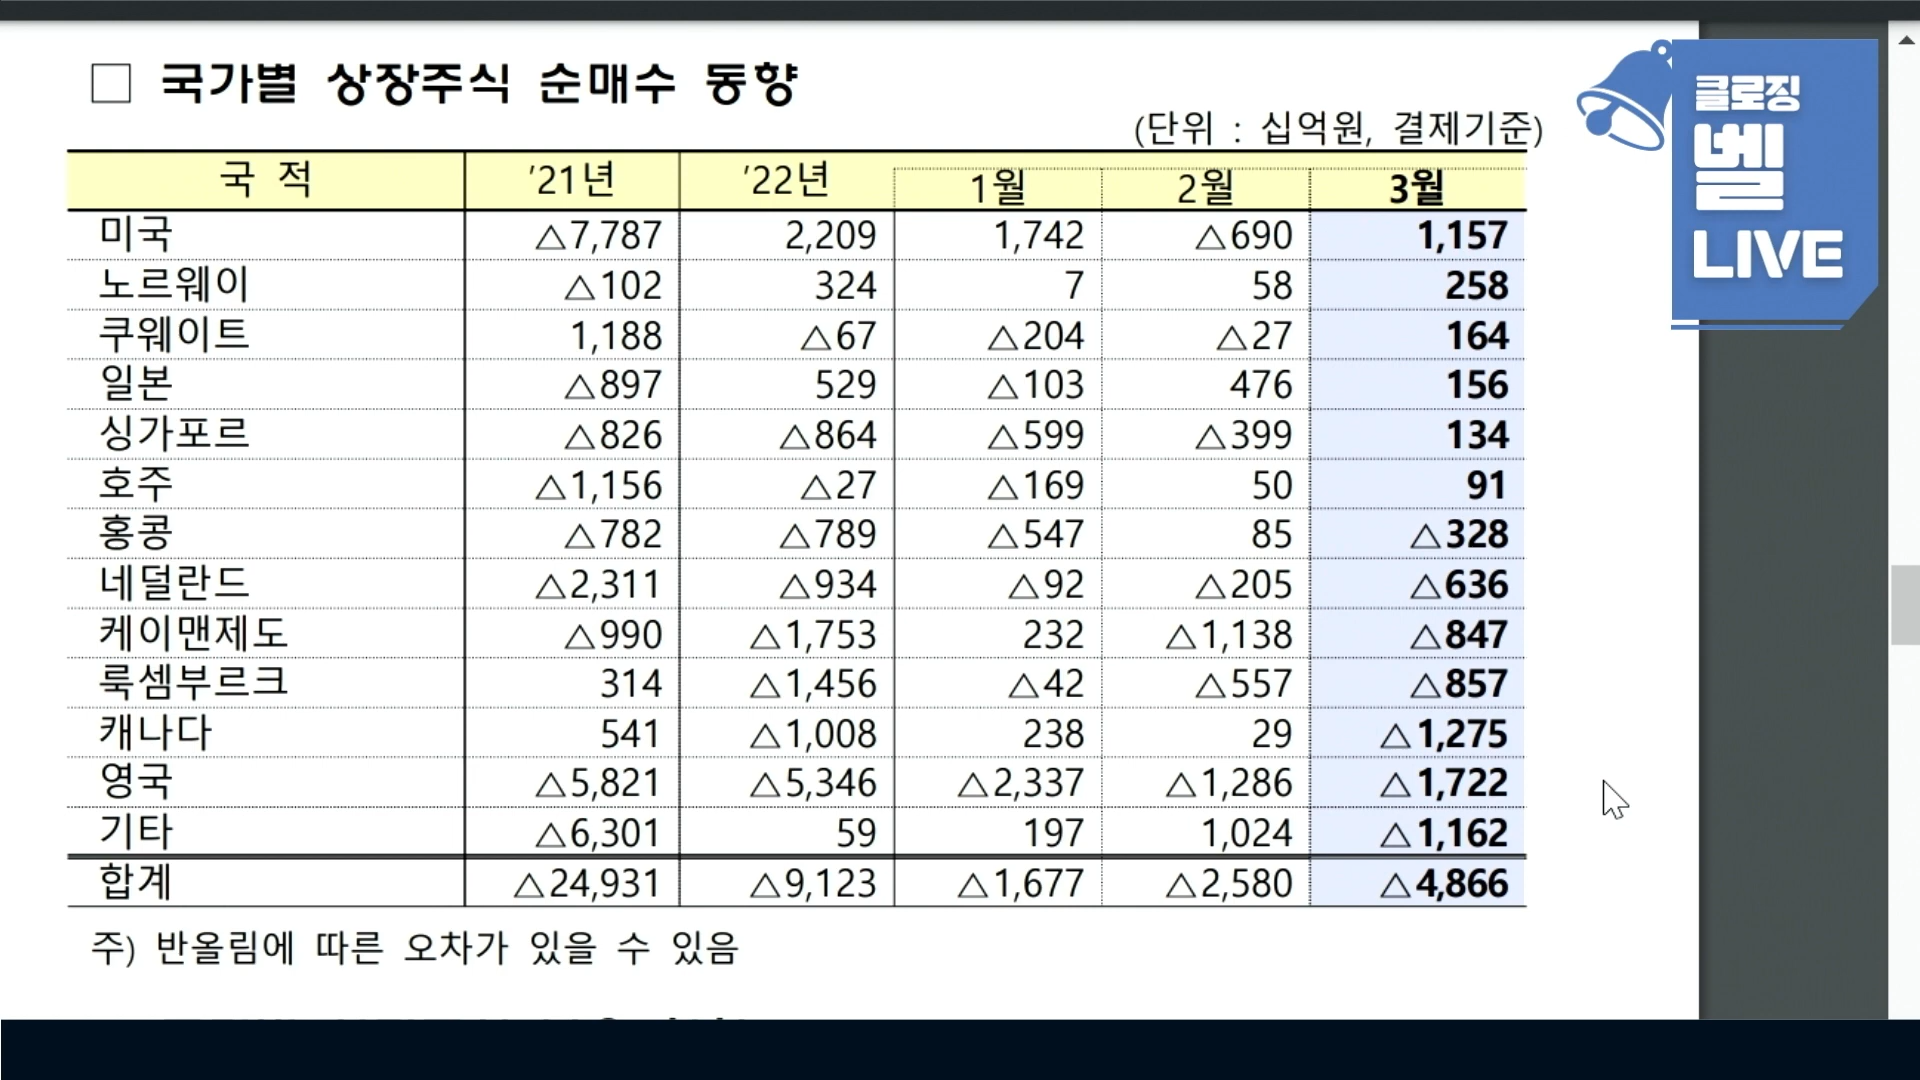 □ 국가별 상장주식 순매수 동향
(단위 : 십억원, 결제기준)
국 적 '21년 '22년 1월 2월 3월
미국 △7,787 2,209 1,742 △690 1,157
노르웨이 △102 324 7 58 258
쿠웨이트 1,188 △67 △204 △27 164
일본 △897 529 △103 476 156
싱가포르 △826 △864 △599 △399 134
호주 △1,156 △27 △169 50 91
홍콩 △782 △789 △547 85 △328
네덜란드 △2,311 △934 △92 △205 △636
케이맨제도 △990 △1,753 232 △1,138 △847
룩셈부르크 314 △1,456 △42 △557 △857
캐나다 541 △1,008 238 29 △1,275
영국 △5,821 △5,346 △2,337 △1,286 △1,722
기타 △6,301 59 197 1,024 △1,162
합계 △24,931 △9,123 △1,677 △2,580 △4,866
주) 반올림에 따른 오차가 있을 수 있음
클로징
벨
LIVE